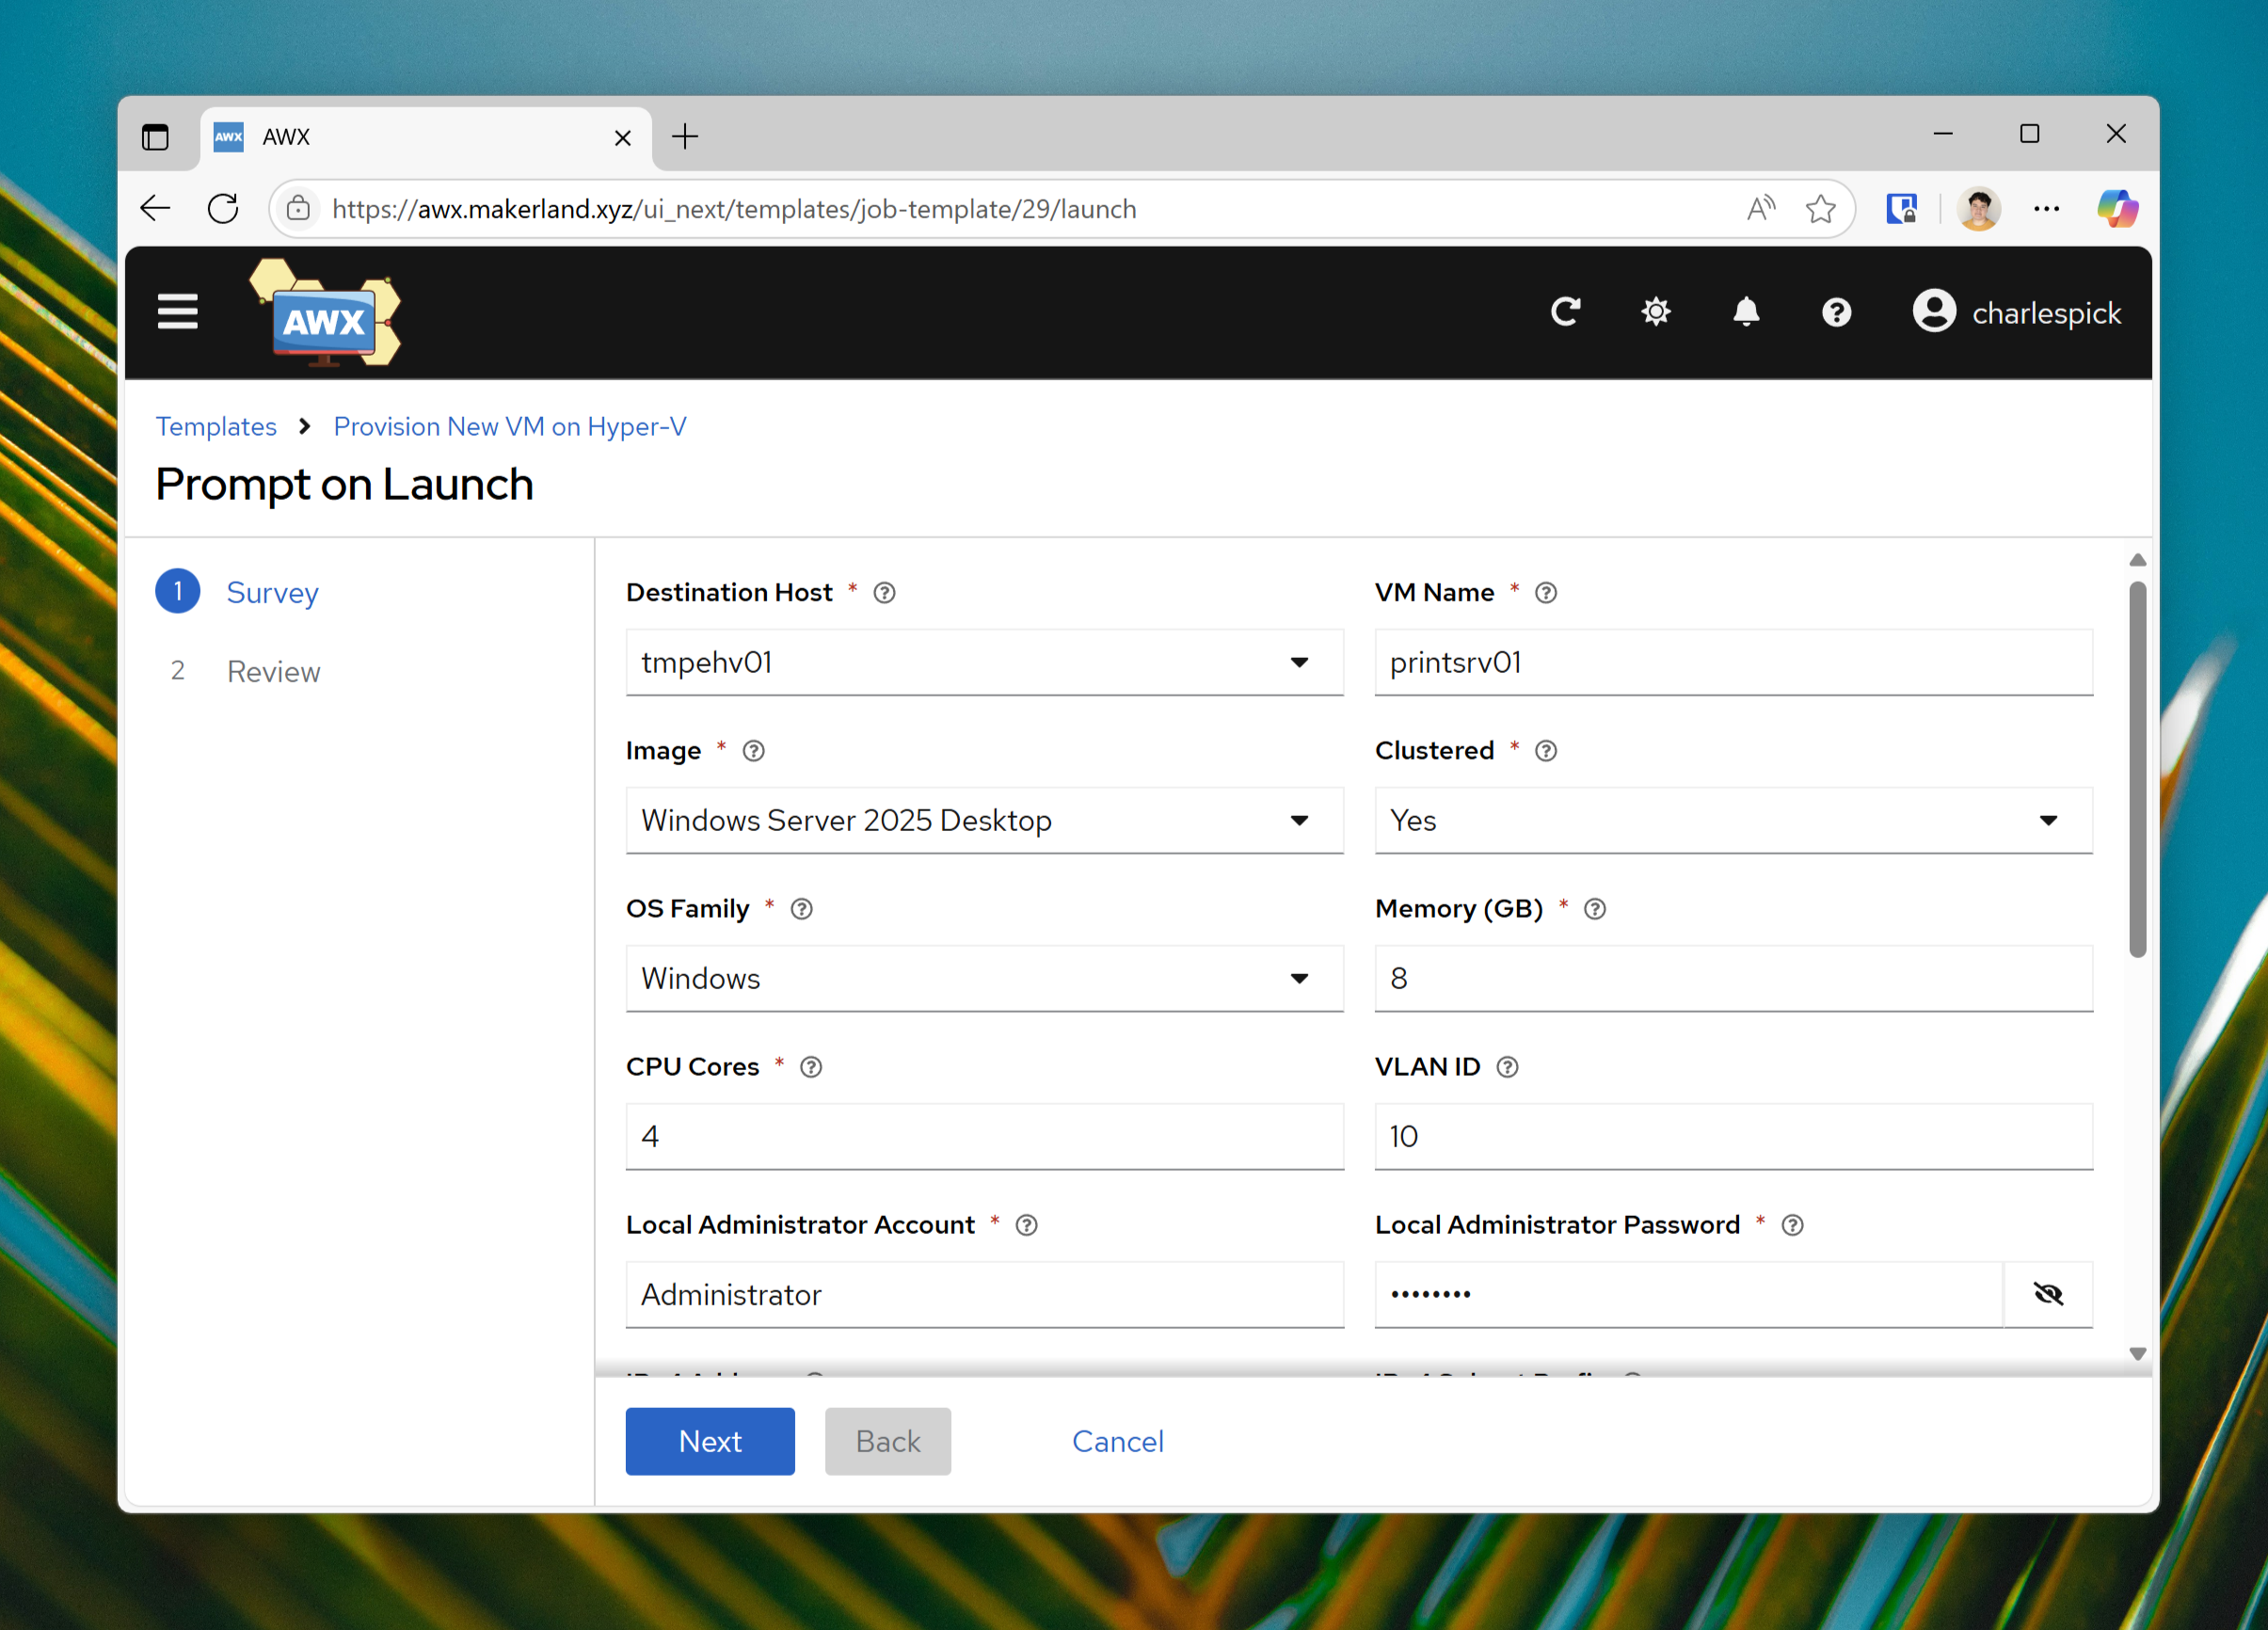 AWX AWX
https://awx.makerland.xyz/ui_next/templates/job-template/29/launch
AWX
charlespick
Templates Provision New VM on Hyper-V
Prompt on Launch
1 Survey
2 Review
Destination Host *
tmpehv01
VM Name *
printsrv01
Image *
Windows Server 2025 Desktop
Clustered *
Yes
OS Family *
Windows
Memory (GB) *
8
CPU Cores *
4
VLAN ID
10
Local Administrator Account *
Administrator
Local Administrator Password *
••••••••
Next Back Cancel